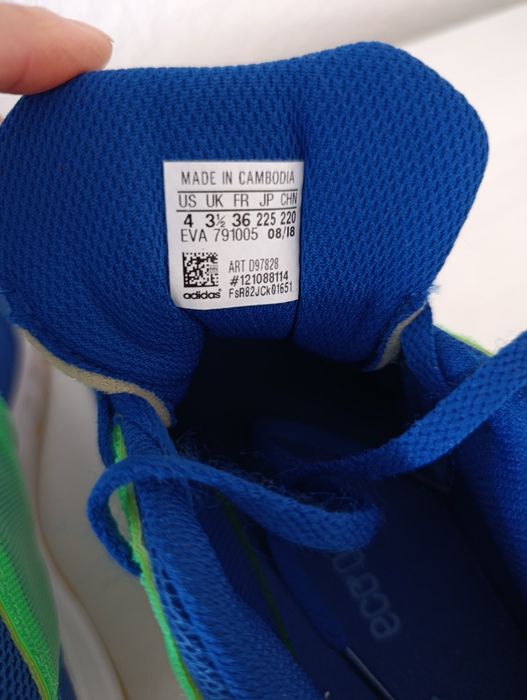 MADE IN CAMBODIA
US UK FR JP CHN
4 3½ 36 225 220
EVA 791005 08/18
ART D97828
#121088114
adidas FsR82JCk01651